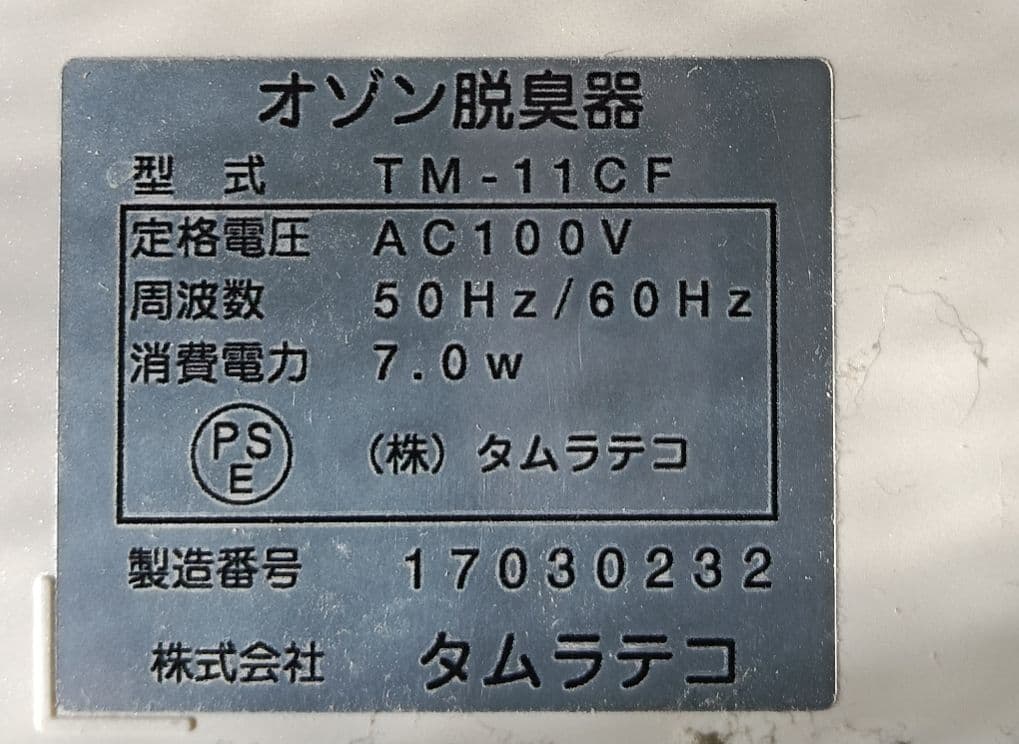 オゾン脱臭器
型式 TM-11CF
定格電圧 AC100V
周波数 50Hz/60Hz
消費電力 7.0w
PS
E
(株) タムラテコ
製造番号 17030232
株式会社 タムラテコ